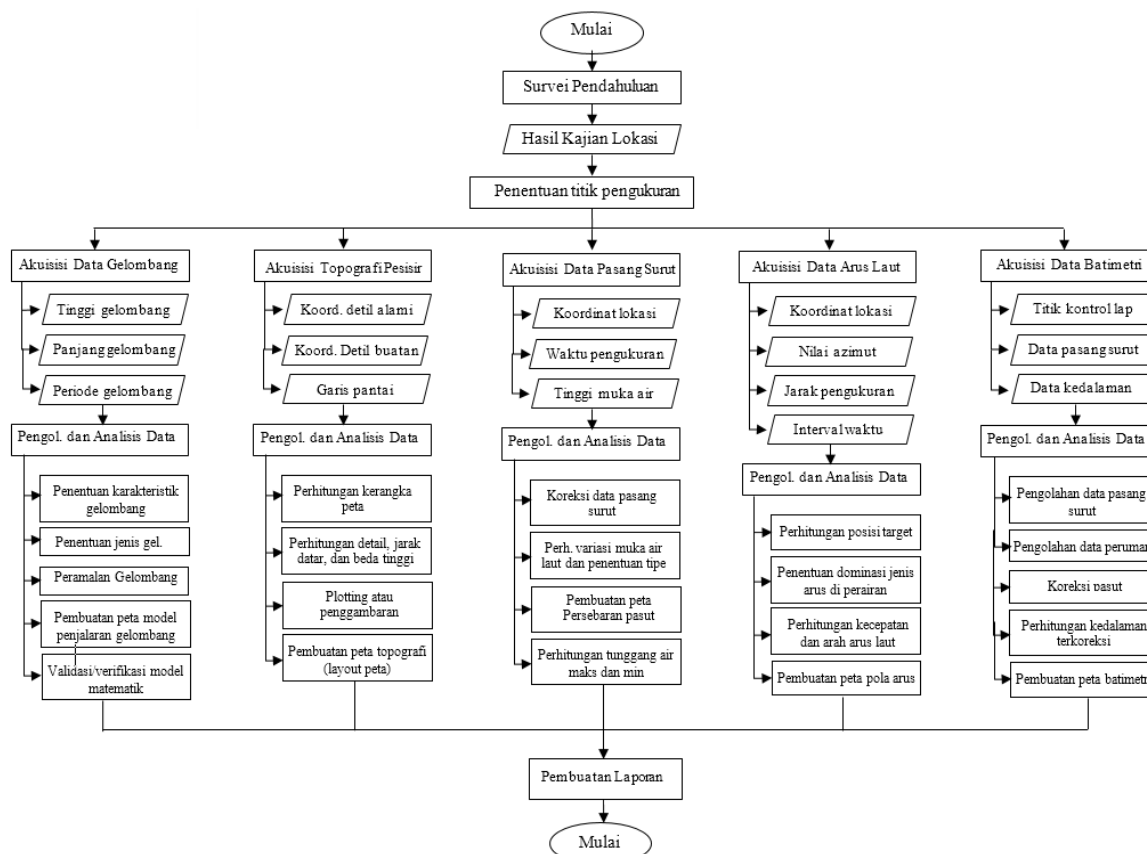 Mulai
Survei Pendahuluan
Hasil Kajian Lokasi
Penentuan titik pengukuran
Akuisisi Data Gelombang
Tinggi gelombang
Panjang gelombang
Periode gelombang
Pengol. dan Analisis Data
Penentuan karakteristik
gelombang
Penentuan jenis gel.
Peramalan Gelombang
Pembuatan peta model
penjalaran gelombang
Validasi/verifikasi model
matematik
Akuisisi Topografi Pesisir
Koord. detil alami
Koord. Detil buatan
Garis pantai
Pengol. dan Analisis Data
Perhitungan kerangka
peta
Perhitungan detail, jarak
datar, dan beda tinggi
Plotting atau
penggambaran
Pembuatan peta topografi
(layout peta)
Akuisisi Data Pasang Surut
Koordinat lokasi
Waktu pengukuran
Tinggi muka air
Pengol. dan Analisis Data
Koreksi data pasang
surut
Perh. variasi muka air
laut dan penentuan tipe
Pembuatan peta
Persebaran pasut
Perhitungan tunggang air
maks dan min
Akuisisi Data Arus Laut
Koordinat lokasi
Nilai azimut
Jarak pengukuran
Interval waktu
Pengol. dan Analisis Data
Perhitungan posisi target
Penentuan dominasi jenis
arus di perairan
Perhitungan kecepatan
dan arah arus laut
Pembuatan peta pola arus
Akuisisi Data Batimetri
Titik kontrol lap
Data pasang surut
Data kedalaman
Pengol. dan Analisis Data
Pengolahan data pasang
surut
Pengolahan data peruman
Koreksi pasut
Perhitungan kedalaman
terkoreksi
Pembuatan peta batimetri
Pembuatan Laporan
Mulai